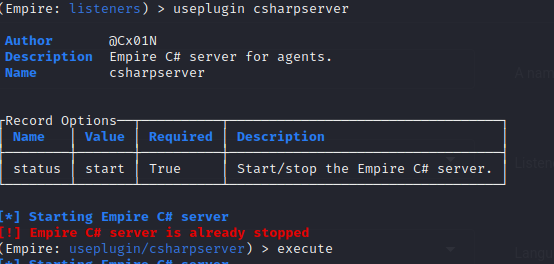 (Empire: listeners) > useplugin csharpserver
Author @Cx01N
Description Empire C# server for agents.
Name csharpserver
Record Options
Name Value Required Description
status start True Start/stop the Empire C# server.
[*] Starting Empire C# server
[!] Empire C# server is already stopped
(Empire: useplugin/csharpserver) > execute
[*] Starting Empire C# server